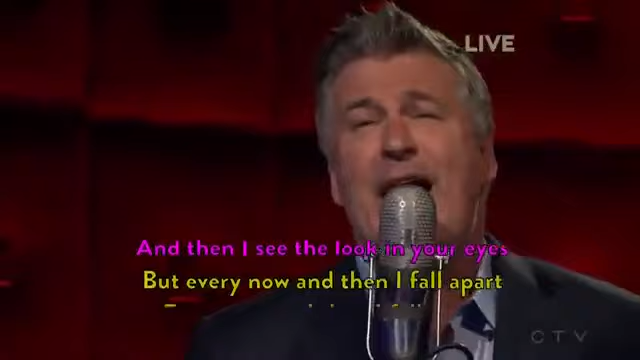 LIVE
And then I see the look in your eyes
But every now and then I fall apart
CTV